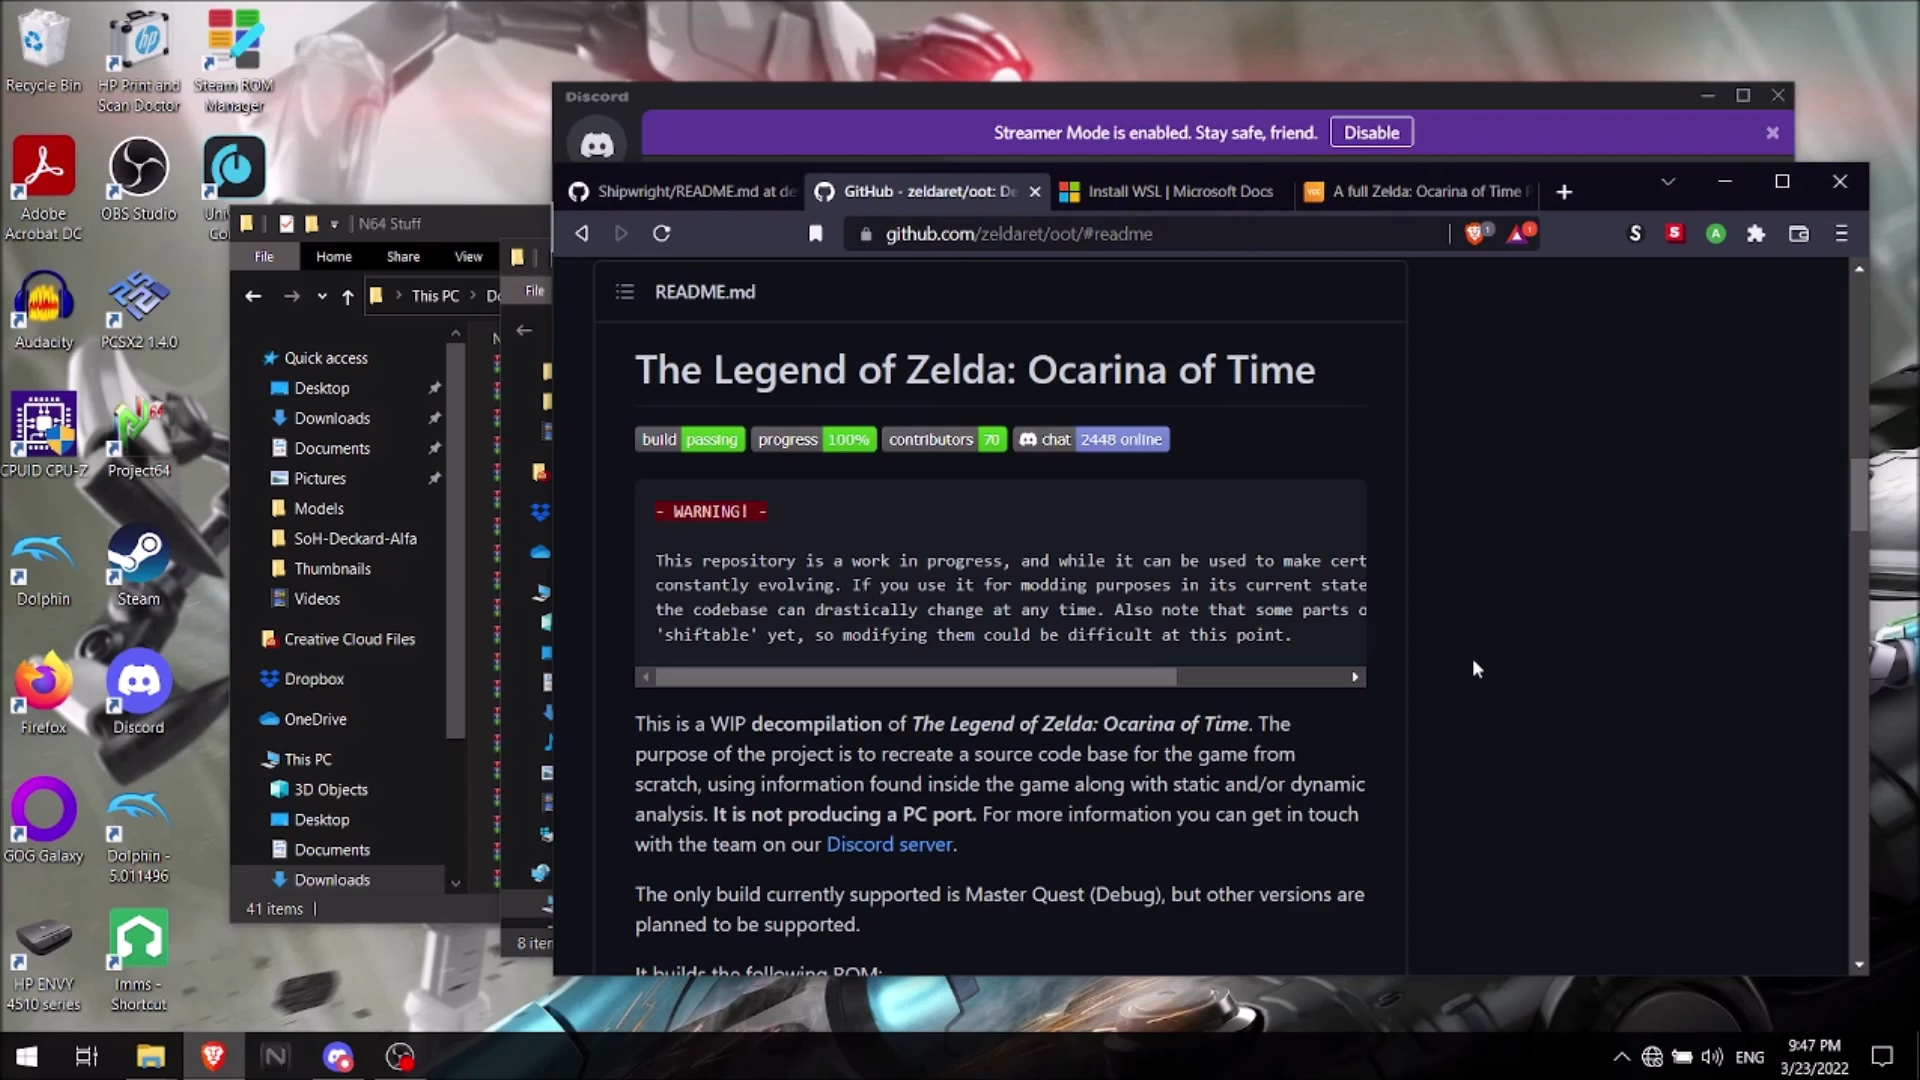 Recycle Bin
HP Print and
Scan Doctor
Steam ROM
Manager
Adobe
Acrobat DC
OBS Studio
Audacity
PCSX2 1.4.0
CPUID CPU-Z
Project64
Dolphin
Steam
Firefox
Discord
GOG Galaxy
Dolphin -
5.011496
HP ENVY
4510 series
lmms -
Shortcut
N64 Stuff
File
Home
Share
View
This PC
Quick access
Desktop
Downloads
Documents
Pictures
Models
SoH-Deckard-Alfa
Thumbnails
Videos
Creative Cloud Files
Dropbox
OneDrive
This PC
3D Objects
Desktop
Documents
Downloads
41 items
File
Discord
Streamer Mode is enabled. Stay safe, friend.
Disable
Shipwright/README.md at de
GitHub - zeldaret/oot: De
Install WSL | Microsoft Docs
A full Zelda: Ocarina of Time P
github.com/zeldaret/oot/#readme
README.md
The Legend of Zelda: Ocarina of Time
build passing progress 100% contributors 70 chat 2448 online
- WARNING! -
This repository is a work in progress, and while it can be used to make cert
constantly evolving. If you use it for modding purposes in its current state
the codebase can drastically change at any time. Also note that some parts o
'shiftable' yet, so modifying them could be difficult at this point.
This is a WIP decompilation of The Legend of Zelda: Ocarina of Time. The
purpose of the project is to recreate a source code base for the game from
scratch, using information found inside the game along with static and/or dynamic
analysis. It is not producing a PC port. For more information you can get in touch
with the team on our Discord server.
The only build currently supported is Master Quest (Debug), but other versions are
planned to be supported.
It builds the following ROM:
ENG
9:47 PM
3/23/2022